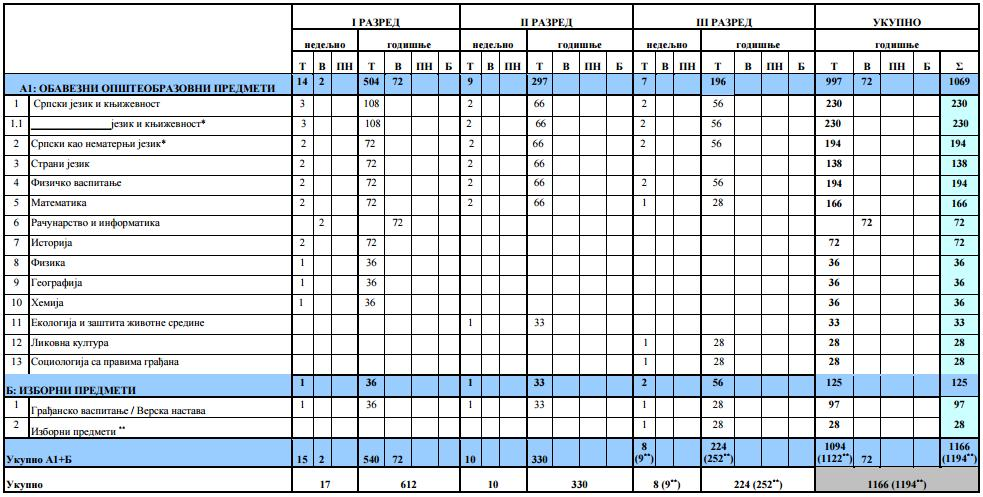 I РАЗРЕД II РАЗРЕД III РАЗРЕД УКУПНО
недељно годишње недељно годишње недељно годишње годишње
Т В ПН Т В ПН Б Т В ПН Т В ПН Б Т В ПН Т В ПН Б Т В ПН Б Σ
А1: ОБАВЕЗНИ ОПШТЕОБРАЗОВНИ ПРЕДМЕТИ 14 2 504 72 9 297 7 196 997 72 1069
1 Српски језик и књижевност 3 108 2 66 2 56 230 230
1.1 ______________језик и књижевност* 3 108 2 66 2 56 230 230
2 Српски као нематерњи језик* 2 72 2 66 2 56 194 194
3 Страни језик 2 72 2 66 138 138
4 Физичко васпитање 2 72 2 66 2 56 194 194
5 Математика 2 72 2 66 1 28 166 166
6 Рачунарство и информатика 2 72 72 72
7 Историја 2 72 72 72
8 Физика 1 36 36 36
9 Географија 1 36 36 36
10 Хемија 1 36 36 36
11 Екологија и заштита животне средине 1 33 33 33
12 Ликовна култура 1 28 28 28
13 Социологија са правима грађана 1 28 28 28
Б: ИЗБОРНИ ПРЕДМЕТИ 1 36 1 33 2 56 125 125
1 Грађанско васпитање / Верска настава 1 36 1 33 1 28 97 97
2 Изборни предмети ** 1 28 28 28
Укупно А1+Б 15 2 540 72 10 330 8 (9**) 224 (252**) 1094 (1122**) 72 1166 (1194**)
Укупно 17 612 10 330 8 (9**) 224 (252**) 1166 (1194**)